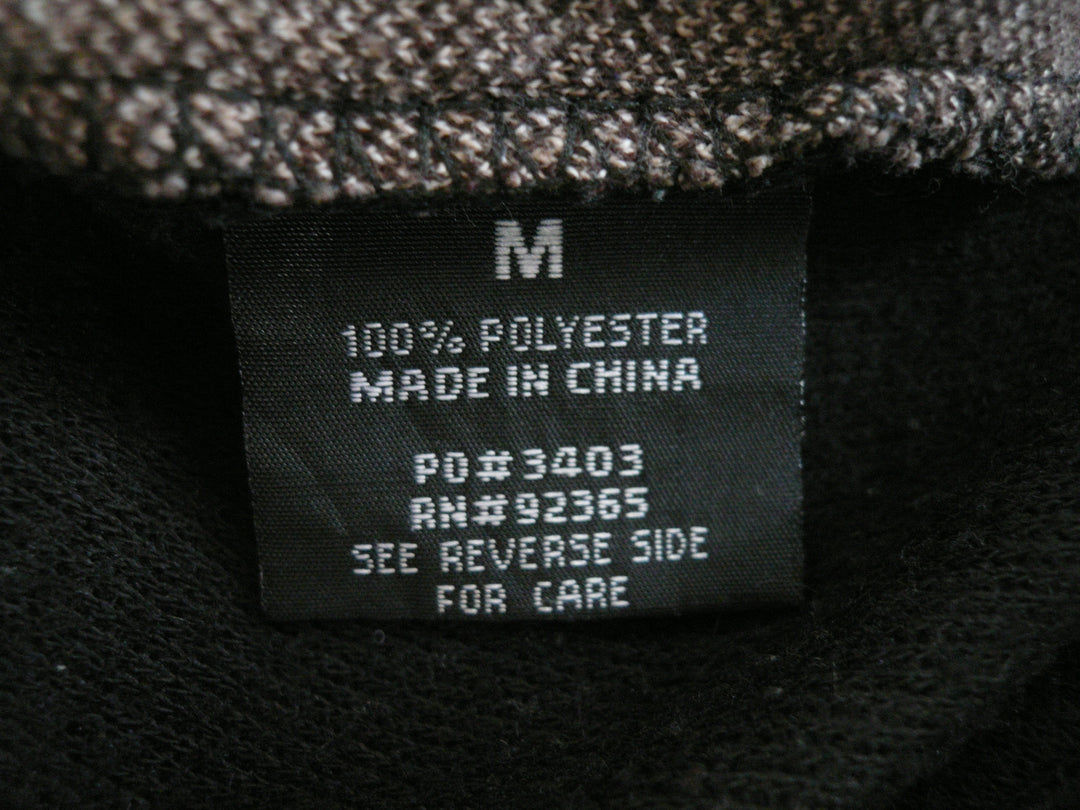 M
100% POLYESTER
MADE IN CHINA
PO#3403
RN#92365
SEE REVERSE SIDE
FOR CARE